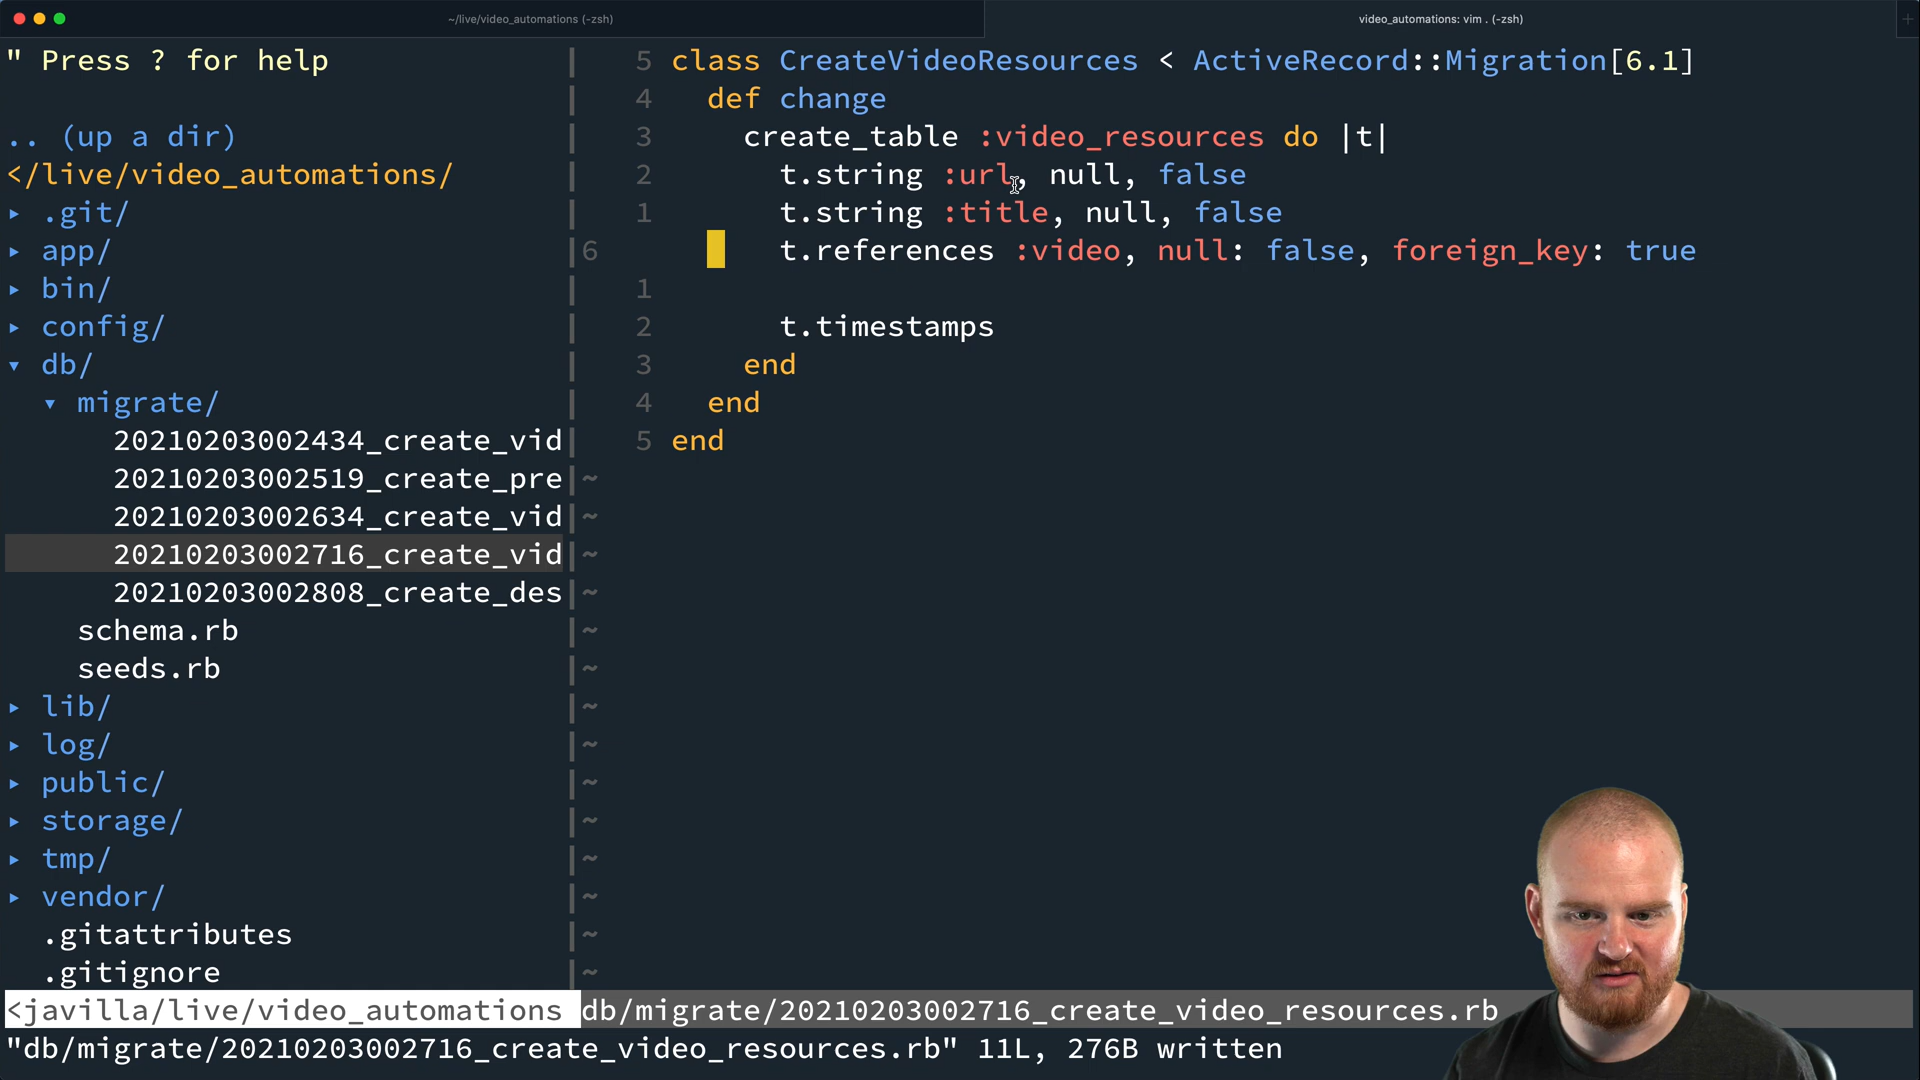 ~/live/video_automations (-zsh)
video_automations: vim . (-zsh)
" Press ? for help
.. (up a dir)
</live/video_automations/
▸ .git/
▸ app/
▸ bin/
▸ config/
▾ db/
▾ migrate/
20210203002434_create_vid
20210203002519_create_pre
20210203002634_create_vid
20210203002716_create_vid
20210203002808_create_des
schema.rb
seeds.rb
▸ lib/
▸ log/
▸ public/
▸ storage/
▸ tmp/
▸ vendor/
.gitattributes
.gitignore
<javilla/live/video_automations
5 class CreateVideoResources < ActiveRecord::Migration[6.1]
4   def change
3     create_table :video_resources do |t|
2       t.string :url, null, false
1       t.string :title, null, false
6       t.references :video, null: false, foreign_key: true
1
2       t.timestamps
3     end
4   end
5 end
~
~
~
~
~
~
~
~
~
~
~
~
~
~
db/migrate/20210203002716_create_video_resources.rb
"db/migrate/20210203002716_create_video_resources.rb" 11L, 276B written